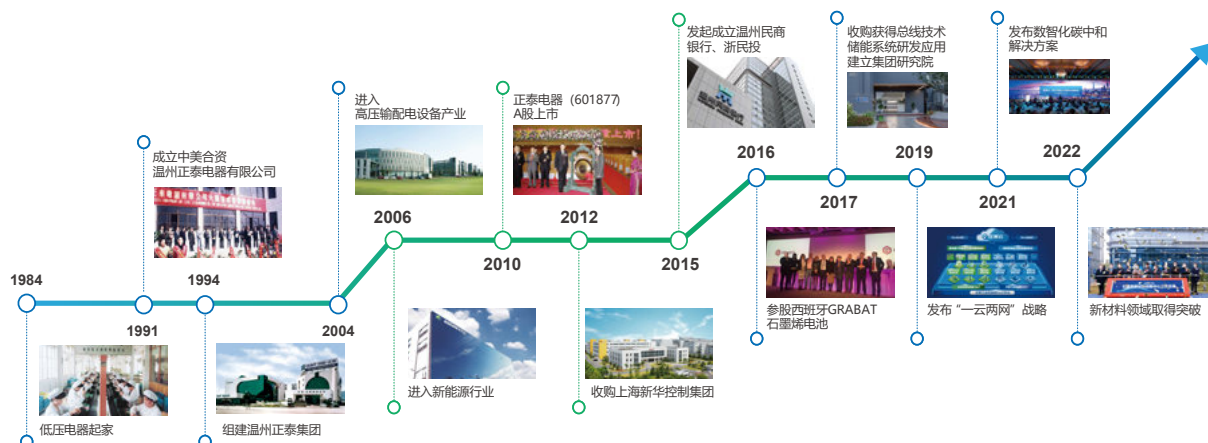 1984
低压电器起家
1991
成立中美合资
温州正泰电器有限公司
1994
组建温州正泰集团
2004
进入
高压输配电设备产业
2006
进入新能源行业
2010
正泰电器（601877)
A股上市
2012
收购上海新华控制集团
2015
发起成立温州民商
银行、浙民投
2016
参股西班牙GRABAT
石墨烯电池
2017
收购获得总线技术
储能系统研发应用
建立集团研究院
2019
发布“一云两网”战略
2021
发布数智化碳中和
解决方案
2022
新材料领域取得突破